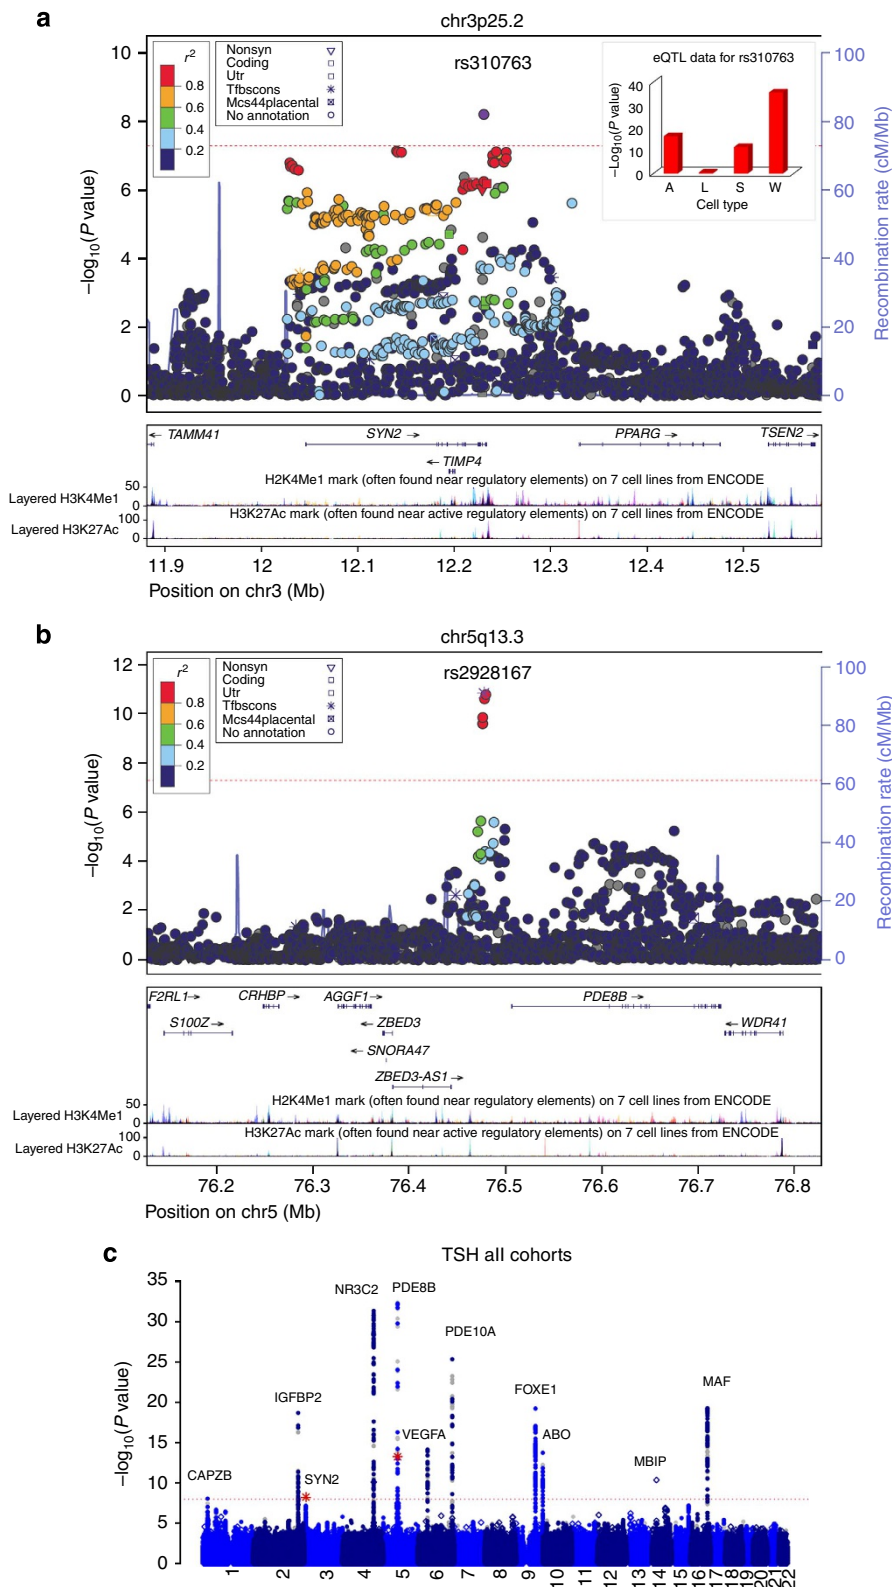 a
chr3p25.2
r²
0.8
0.6
0.4
0.2
Nonsyn
Coding
Utr
Tfbscons
Mcs44placental
No annotation
rs310763
eQTL data for rs310763
−Log10(P value)
40
30
20
10
0
A L S W
Cell type
−log10(P value)
10
8
6
4
2
0
100
80
60
40
20
0
Recombination rate (cM/Mb)
TAMM41
SYN2
PPARG
TSEN2
TIMP4
H2K4Me1 mark (often found near regulatory elements) on 7 cell lines from ENCODE
50
Layered H3K4Me1
0
H3K27Ac mark (often found near active regulatory elements) on 7 cell lines from ENCODE
100
Layered H3K27Ac
0
11.9 12 12.1 12.2 12.3 12.4 12.5
Position on chr3 (Mb)
b
chr5q13.3
r²
0.8
0.6
0.4
0.2
Nonsyn
Coding
Utr
Tfbscons
Mcs44placental
No annotation
rs2928167
−log10(P value)
12
10
8
6
4
2
0
100
80
60
40
20
0
Recombination rate (cM/Mb)
F2RL1
CRHBP
AGGF1
PDE8B
S100Z
ZBED3
WDR41
SNORA47
ZBED3-AS1
H2K4Me1 mark (often found near regulatory elements) on 7 cell lines from ENCODE
50
Layered H3K4Me1
0
H3K27Ac mark (often found near active regulatory elements) on 7 cell lines from ENCODE
100
Layered H3K27Ac
0
76.2 76.3 76.4 76.5 76.6 76.7 76.8
Position on chr5 (Mb)
c
TSH all cohorts
−log10(P value)
35
30
25
20
15
10
5
0
NR3C2
PDE8B
PDE10A
IGFBP2
FOXE1
MAF
VEGFA
ABO
CAPZB
SYN2
MBIP
1 2 3 4 5 6 7 8 9 10 11 12 13 14 15 16 17 18 19 20 21 22